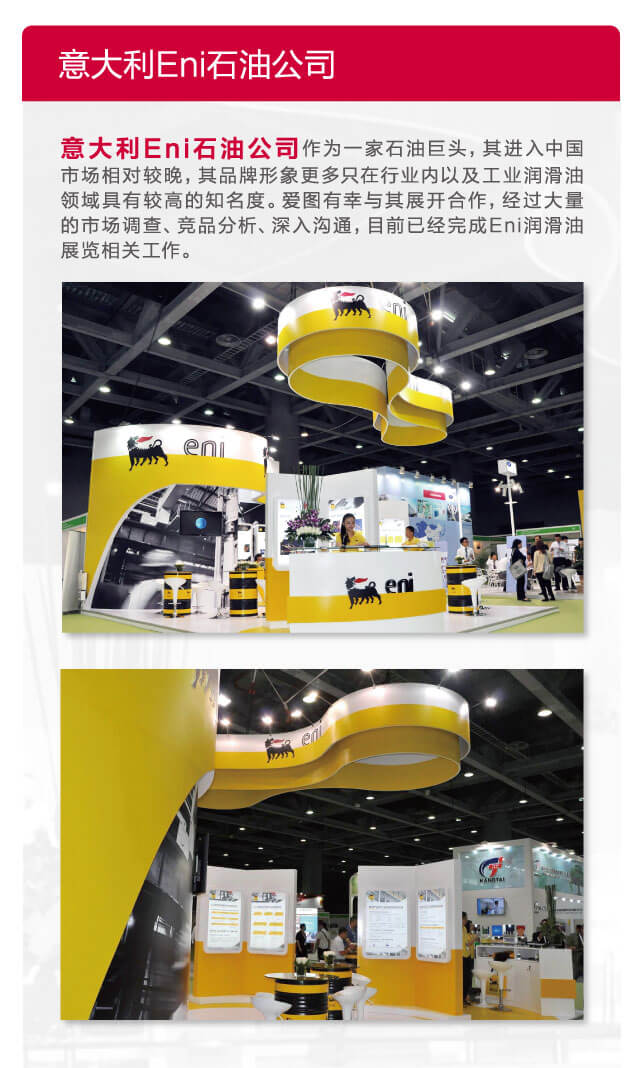 意大利Eni石油公司
意大利Eni石油公司作为一家石油巨头，其进入中国
市场相对较晚，其品牌形象更多只在行业内以及工业润滑油
领域具有较高的知名度。爱图有幸与其展开合作，经过大量
的市场调查、竞品分析、深入沟通，目前已经完成Eni润滑油
展览相关工作。
eni
eni
eni
eni
KANGTAI